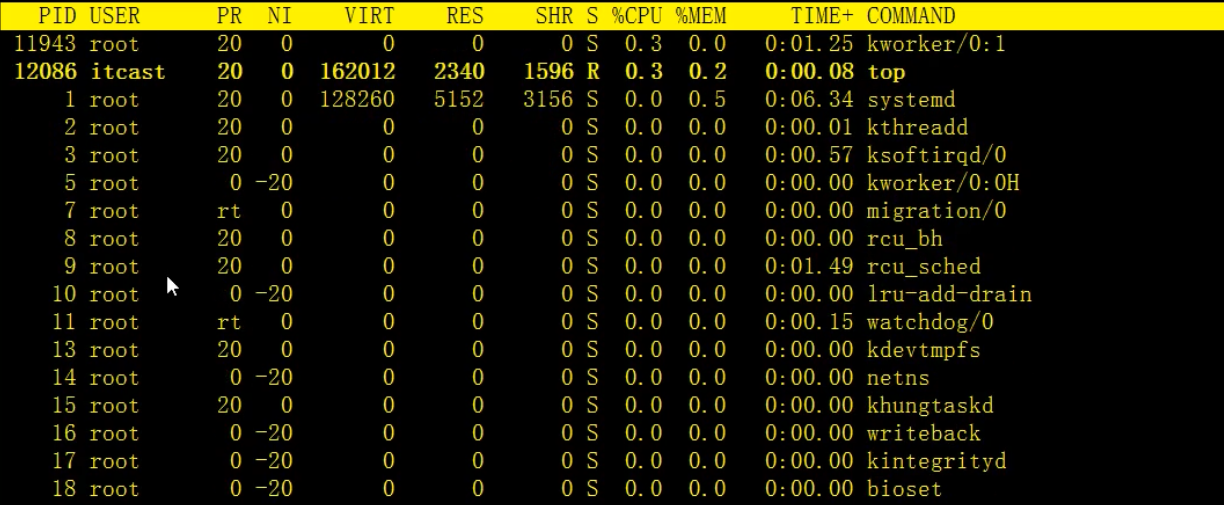 PID USER PR NI VIRT RES SHR S %CPU %MEM TIME+ COMMAND
11943 root 20 0 0 0 0 S 0.3 0.0 0:01.25 kworker/0:1
12086 itcast 20 0 162012 2340 1596 R 0.3 0.2 0:00.08 top
1 root 20 0 128260 5152 3156 S 0.0 0.5 0:06.34 systemd
2 root 20 0 0 0 0 S 0.0 0.0 0:00.01 kthreadd
3 root 20 0 0 0 0 S 0.0 0.0 0:00.57 ksoftirqd/0
5 root 0 -20 0 0 0 S 0.0 0.0 0:00.00 kworker/0:0H
7 root rt 0 0 0 0 S 0.0 0.0 0:00.00 migration/0
8 root 20 0 0 0 0 S 0.0 0.0 0:00.00 rcu_bh
9 root 20 0 0 0 0 S 0.0 0.0 0:01.49 rcu_sched
10 root 0 -20 0 0 0 S 0.0 0.0 0:00.00 lru-add-drain
11 root rt 0 0 0 0 S 0.0 0.0 0:00.15 watchdog/0
13 root 20 0 0 0 0 S 0.0 0.0 0:00.00 kdevtmpfs
14 root 0 -20 0 0 0 S 0.0 0.0 0:00.00 netns
15 root 20 0 0 0 0 S 0.0 0.0 0:00.00 khungtaskd
16 root 0 -20 0 0 0 S 0.0 0.0 0:00.00 writeback
17 root 0 -20 0 0 0 S 0.0 0.0 0:00.00 kintegrityd
18 root 0 -20 0 0 0 S 0.0 0.0 0:00.00 bioset